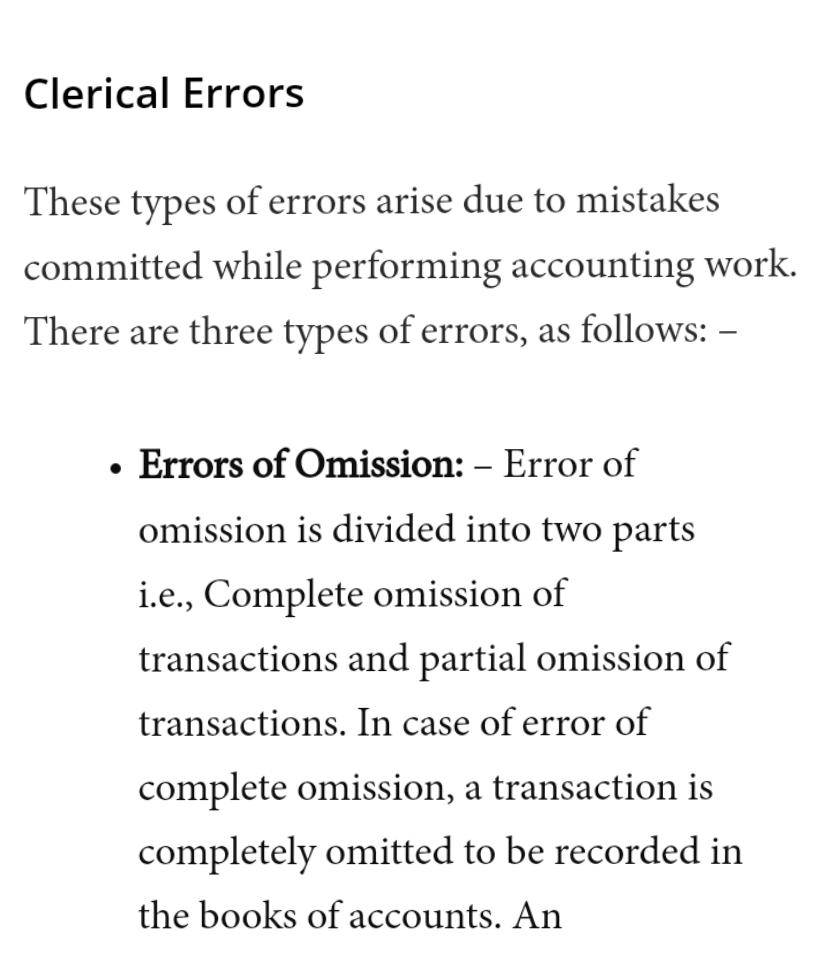 Clerical Errors
These types of errors arise due to mistakes
committed while performing accounting work.
There are three types of errors, as follows: –
• Errors of Omission: – Error of
omission is divided into two parts
i.e., Complete omission of
transactions and partial omission of
transactions. In case of error of
complete omission, a transaction is
completely omitted to be recorded in
the books of accounts. An